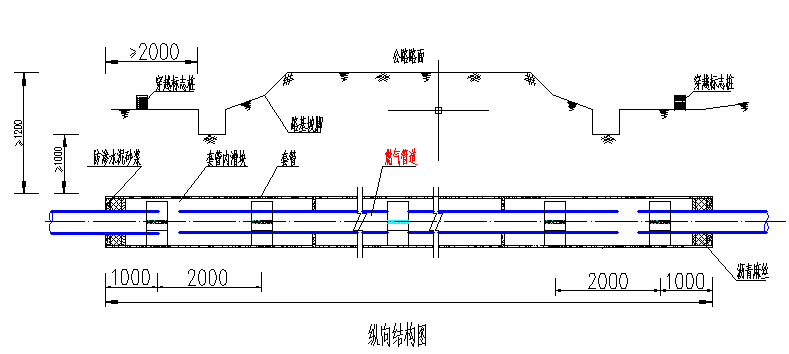 ≥2000
公路路面
穿越标志桩
穿越标志桩
≥1200
≥1000
路基坡脚
防渗水泥砂浆
套管内滑块
套管
燃气管道
沥青麻丝
1000
2000
2000
1000
纵向结构图